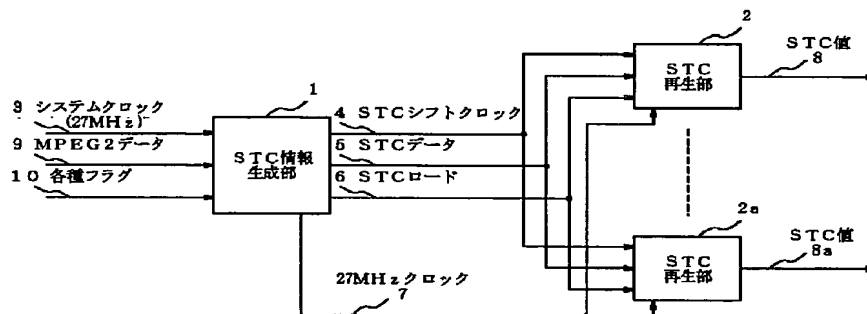 9 システムクロック
(27MHz)
9 MPEG2データ
10 各種フラグ
1
STC情報
生成部
4 STCシフトクロック
5 STCデータ
6 STCロード
27MHzクロック
7
2
STC
再生部
STC値
8
2a
STC
再生部
STC値
8a